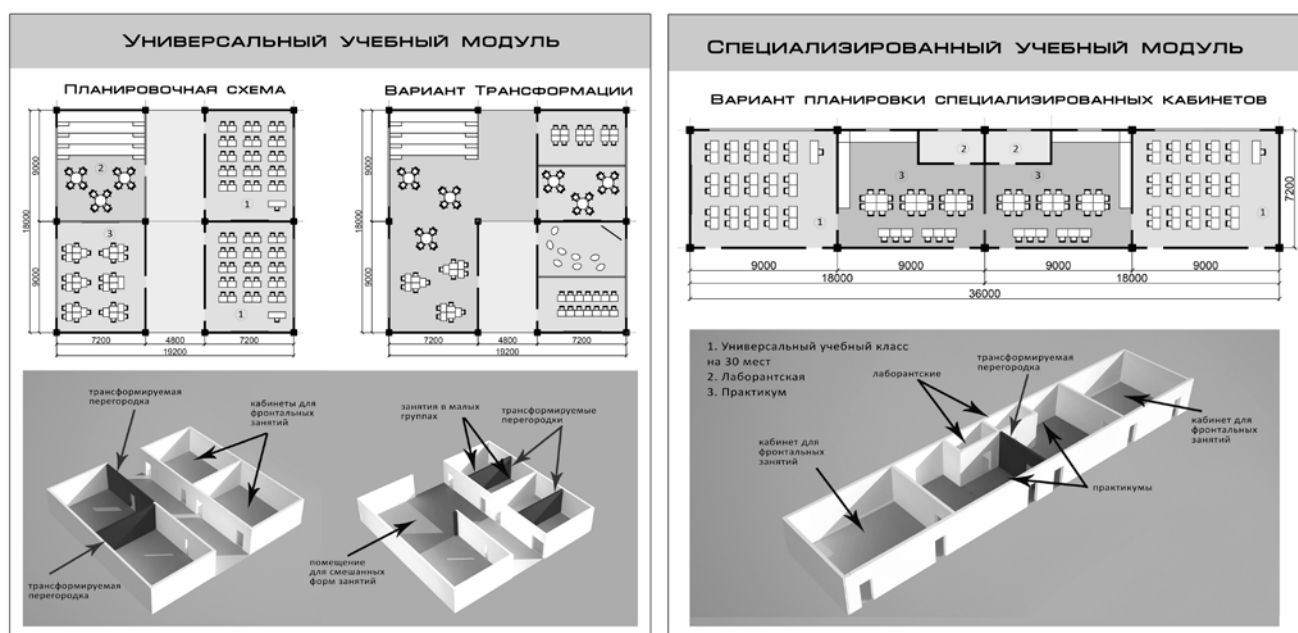 Универсальный учебный модуль
Планировочная схема
Вариант Трансформации
9000
18000
9000
2
1
3
1
7200
4800
7200
19200
9000
18000
9000
7200
4800
7200
19200
трансформируемая
перегородка
кабинеты для
фронтальных
занятий
трансформируемая
перегородка
занятия в малых
группах
трансформируемые
перегородки
помещение
для смешанных
форм занятий
Специализированный учебный модуль
Вариант планировки специализированных кабинетов
1
2
3
2
3
1
7200
9000
9000
9000
9000
18000
18000
36000
1. Универсальный учебный класс
на 30 мест
2. Лаборантская
3. Практикум
лаборантские
трансформируемая
перегородка
кабинет для
фронтальных
занятий
кабинет для
фронтальных
занятий
практикумы